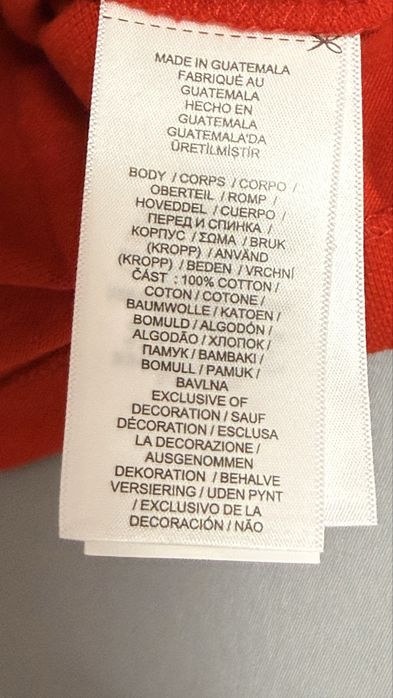 MADE IN GUATEMALA
FABRIQUÉ AU
GUATEMALA
HECHO EN
GUATEMALA
GUATEMALA'DA
ÜRETİLMİŞTİR
BODY / CORPS / CORPO /
OBERTEIL / ROMP /
HOVEDDEL / CUERPO /
ПЕРЕД И СПИНКА /
КОРПУС / ΣΩΜΑ / BRUK
(KROPP) / ANVÄND
(KROPP) / BEDEN / VRCHNÍ
ČÁST : 100% COTTON /
COTON / COTONE /
BAUMWOLLE / KATOEN /
BOMULD / ALGODÓN /
ALGODÃO / ХЛОПОК /
ПАМУК / ΒΑΜΒΑΚΙ /
BOMULL / PAMUK /
BAVLNA
EXCLUSIVE OF
DECORATION / SAUF
DÉCORATION / ESCLUSA
LA DECORAZIONE /
AUSGENOMMEN
DEKORATION / BEHALVE
VERSIERING / UDEN PYNT
/ EXCLUSIVO DE LA
DECORACIÓN / NÃO